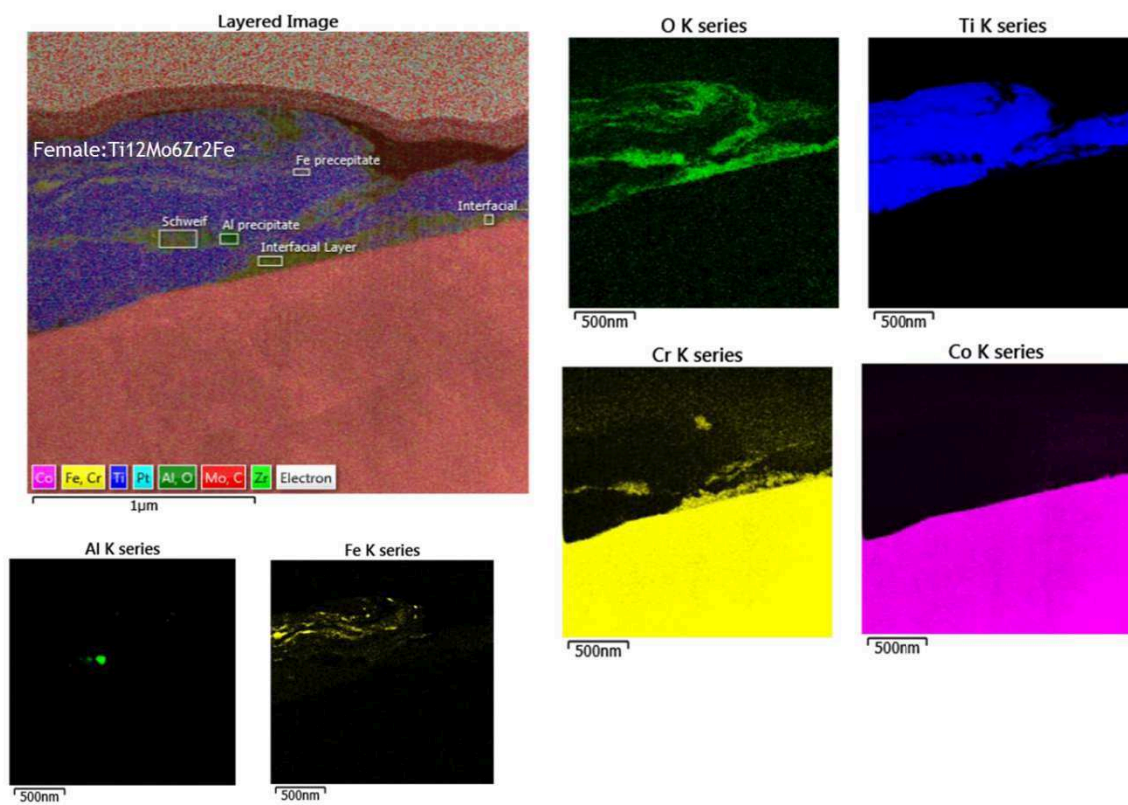 Layered Image
Female:Ti12Mo6Zr2Fe
Fe precepitate
Schweif
Al precipitate
Interfacial...
Interfacial Layer
Co Fe, Cr Ti Pt Al, O Mo, C Zr Electron
1µm
O K series
500nm
Ti K series
500nm
Cr K series
500nm
Co K series
500nm
Al K series
500nm
Fe K series
500nm